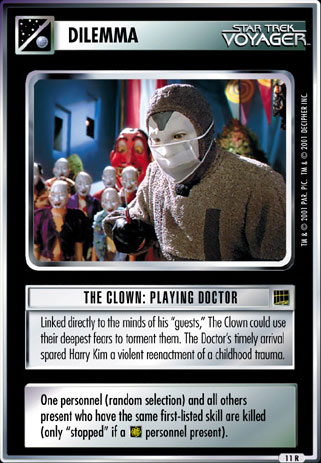 DILEMMA
STAR TREK
VOYAGER™
TM & © 2001 PAR. PIC. TM & © 2001 DECIPHER INC.
THE CLOWN: PLAYING DOCTOR
Linked directly to the minds of his "guests," The Clown could use
their deepest fears to torment them. The Doctor's timely arrival
spared Harry Kim a violent reenactment of a childhood trauma.
One personnel (random selection) and all others
present who have the same first-listed skill are killed
(only "stopped" if a personnel present).
11 R